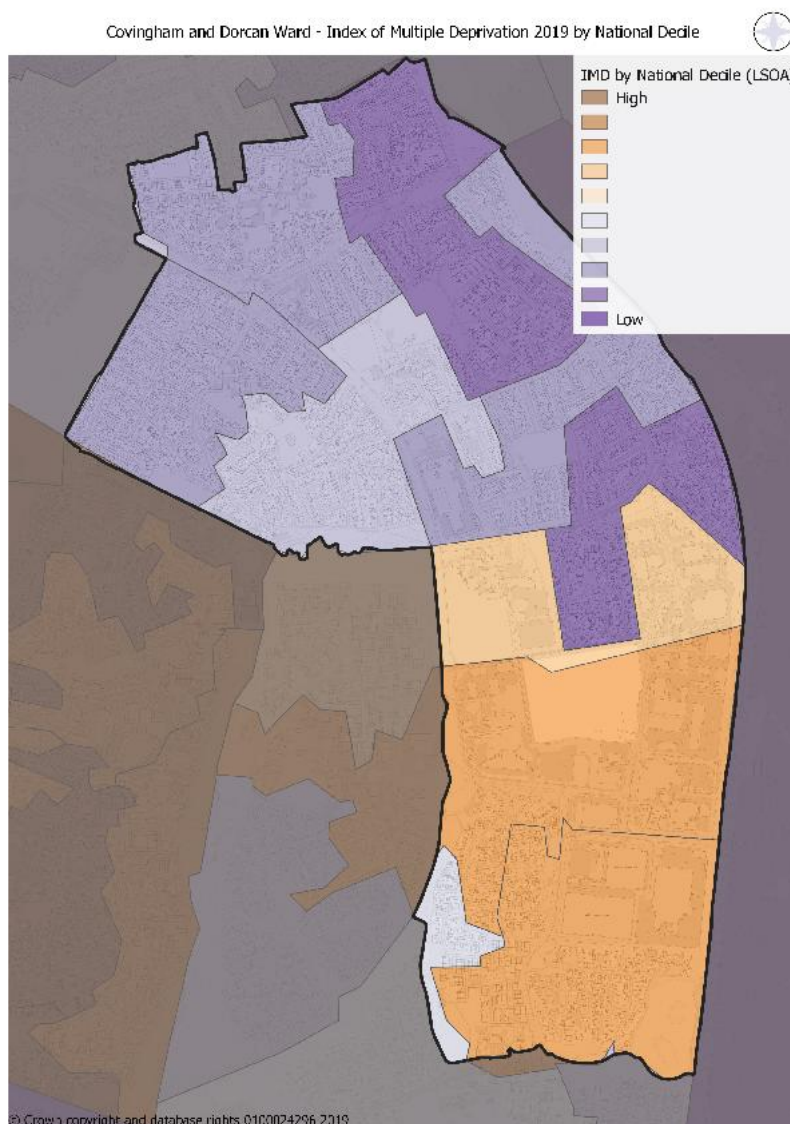 Covingham and Dorcan Ward - Index of Multiple Deprivation 2019 by National Decile
IMD by National Decile (LSOA)
High
Low
© Crown copyright and database rights 0100024296 2019